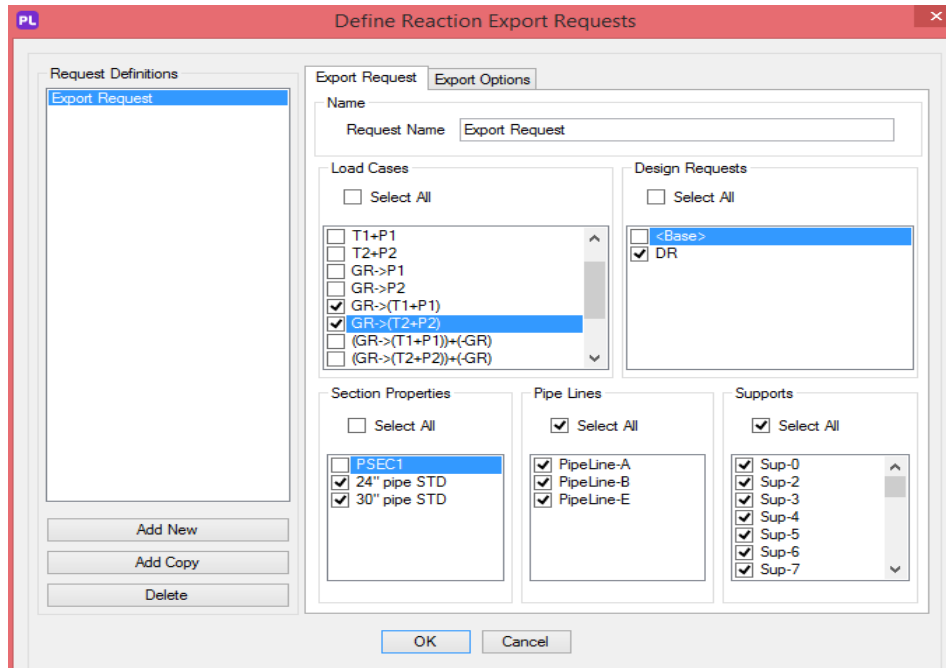 PL
Define Reaction Export Requests
Request Definitions
Export Request
Add New
Add Copy
Delete
Export Request
Export Options
Name
Request Name
Export Request
Load Cases
Select All
T1+P1
T2+P2
GR->P1
GR->P2
GR->(T1+P1)
GR->(T2+P2)
(GR->(T1+P1))+(-GR)
(GR->(T2+P2))+(-GR)
Design Requests
Select All
<Base>
DR
Section Properties
Select All
PSEC1
24" pipe STD
30" pipe STD
Pipe Lines
Select All
PipeLine-A
PipeLine-B
PipeLine-E
Supports
Select All
Sup-0
Sup-2
Sup-3
Sup-4
Sup-5
Sup-6
Sup-7
OK
Cancel